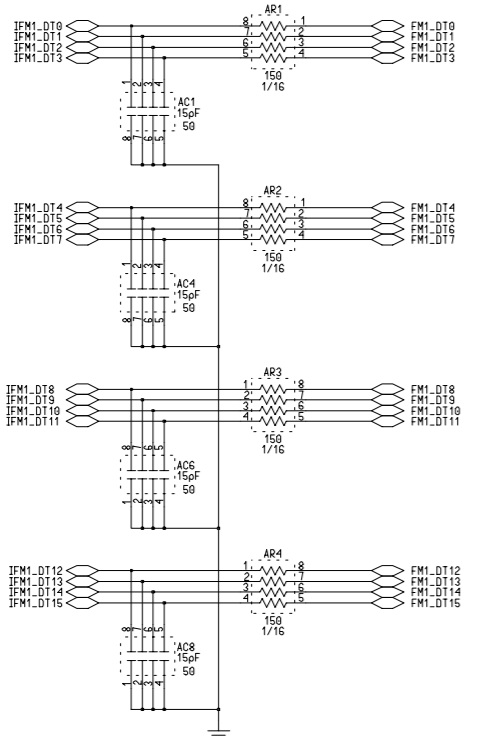 AR1
IFM1_DT0 8 1 FM1_DT0
IFM1_DT1 7 2 FM1_DT1
IFM1_DT2 6 3 FM1_DT2
IFM1_DT3 5 4 FM1_DT3
150
1/16
1 2 3 4
AC1
15pF
50
8 7 6 5
AR2
IFM1_DT4 8 1 FM1_DT4
IFM1_DT5 7 2 FM1_DT5
IFM1_DT6 6 3 FM1_DT6
IFM1_DT7 5 4 FM1_DT7
150
1/16
1 2 3 4
AC4
15pF
50
8 7 6 5
AR3
IFM1_DT8 1 8 FM1_DT8
IFM1_DT9 2 7 FM1_DT9
IFM1_DT10 3 6 FM1_DT10
IFM1_DT11 4 5 FM1_DT11
150
1/16
8 7 6 5
AC6
15pF
50
1 2 3 4
AR4
IFM1_DT12 1 8 FM1_DT12
IFM1_DT13 2 7 FM1_DT13
IFM1_DT14 3 6 FM1_DT14
IFM1_DT15 4 5 FM1_DT15
150
1/16
8 7 6 5
AC8
15pF
50
1 2 3 4